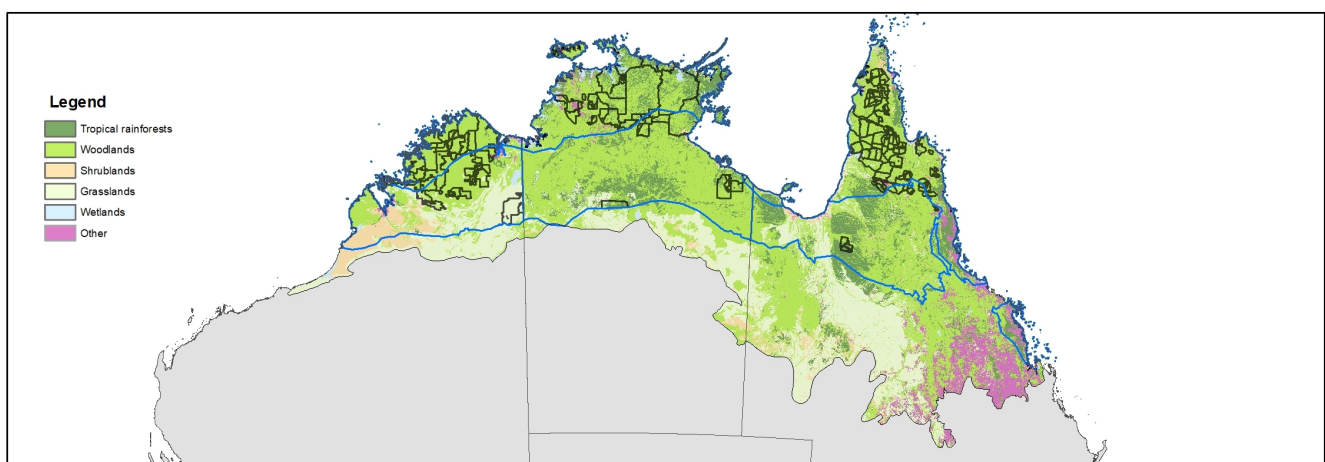 Legend
Tropical rainforests
Woodlands
Shrublands
Grasslands
Wetlands
Other